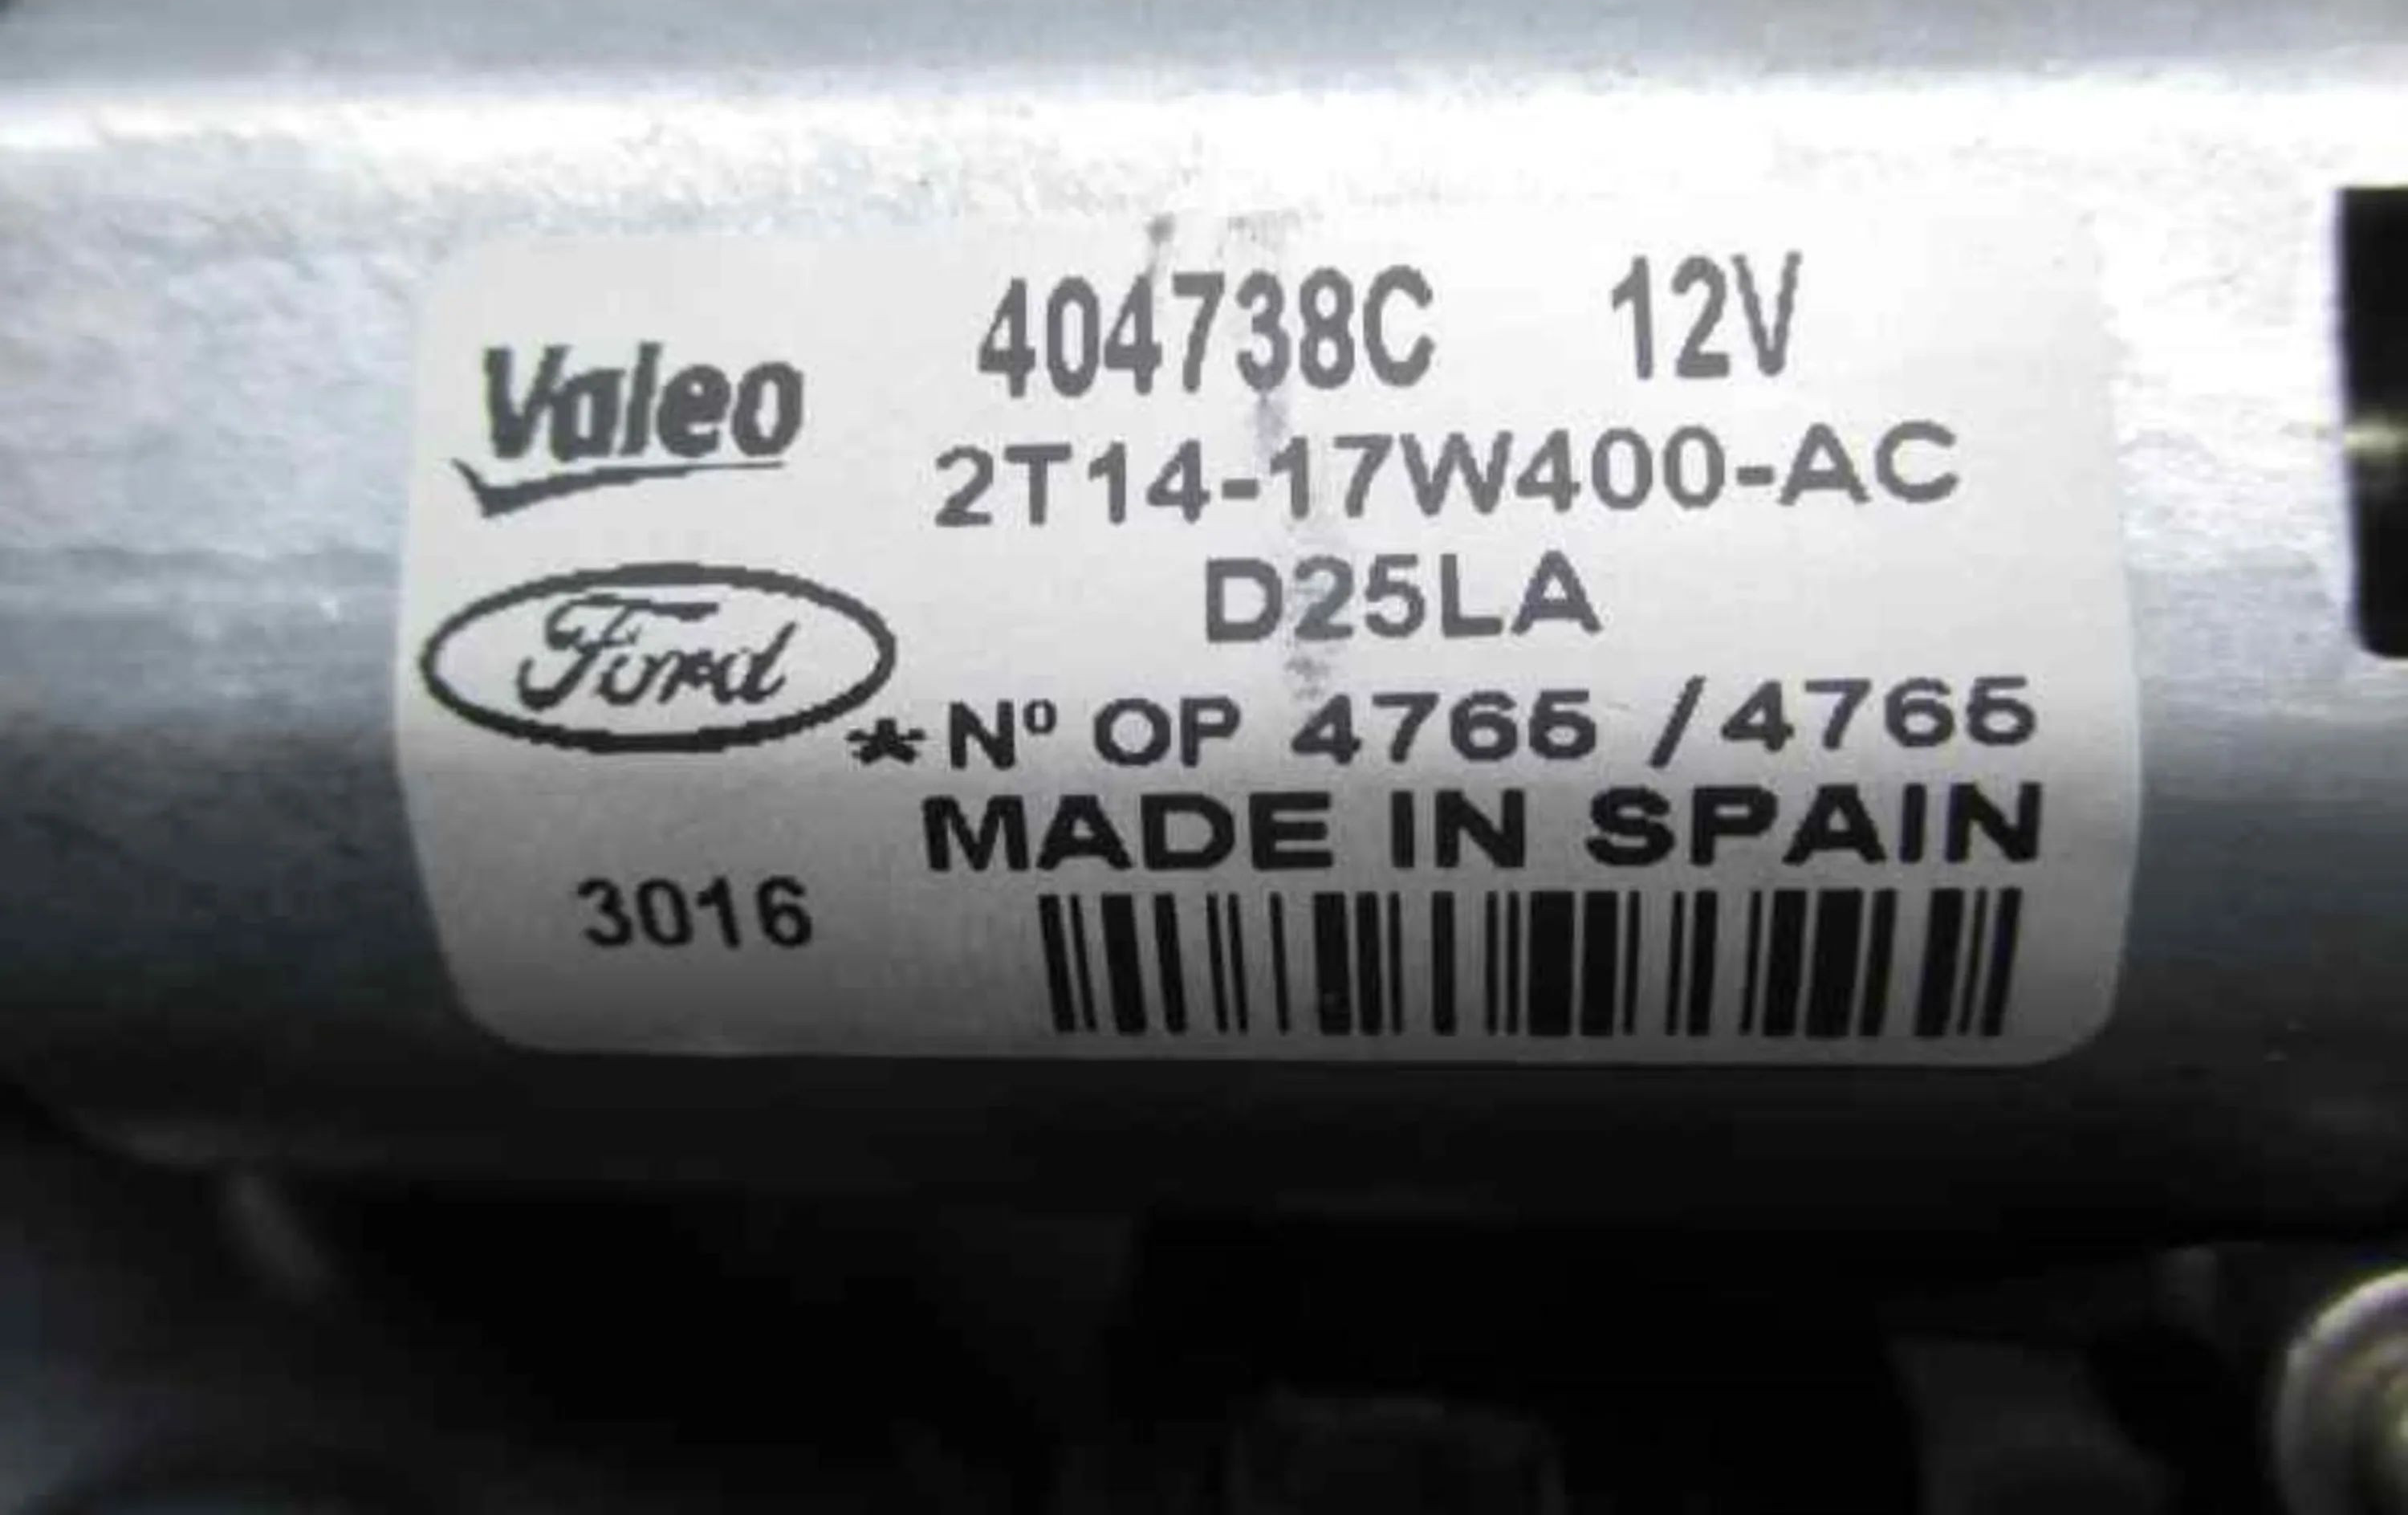 Valeo
404738C 12V
2T14-17W400-AC
D25LA
Ford
*Nº OP 4765 /4765
MADE IN SPAIN
3016